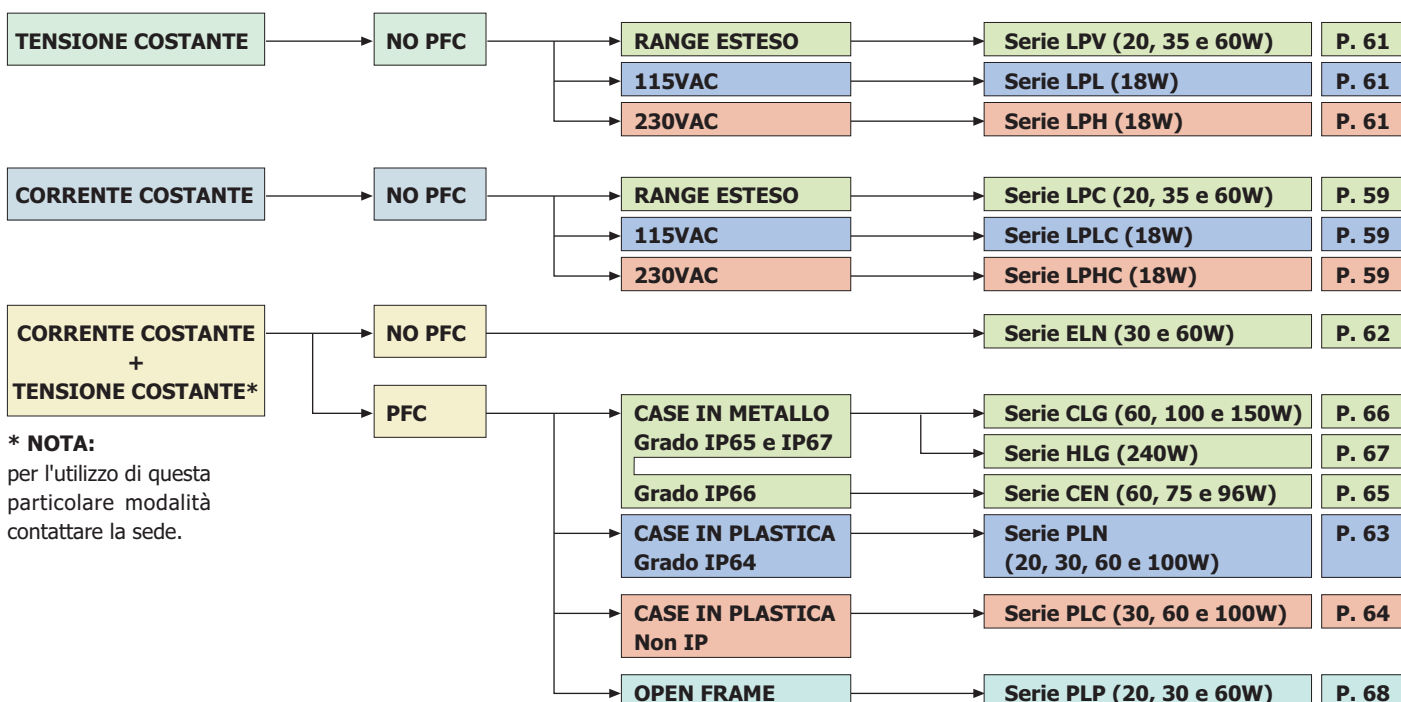 TENSIONE COSTANTE
NO PFC
RANGE ESTESO
Serie LPV (20, 35 e 60W)
P. 61
115VAC
Serie LPL (18W)
P. 61
230VAC
Serie LPH (18W)
P. 61
CORRENTE COSTANTE
NO PFC
RANGE ESTESO
Serie LPC (20, 35 e 60W)
P. 59
115VAC
Serie LPLC (18W)
P. 59
230VAC
Serie LPHC (18W)
P. 59
CORRENTE COSTANTE
+
TENSIONE COSTANTE*
NO PFC
Serie ELN (30 e 60W)
P. 62
PFC
CASE IN METALLO
Grado IP65 e IP67
Serie CLG (60, 100 e 150W)
P. 66
Serie HLG (240W)
P. 67
Grado IP66
Serie CEN (60, 75 e 96W)
P. 65
CASE IN PLASTICA
Grado IP64
Serie PLN
(20, 30, 60 e 100W)
P. 63
CASE IN PLASTICA
Non IP
Serie PLC (30, 60 e 100W)
P. 64
OPEN FRAME
Serie PLP (20, 30 e 60W)
P. 68
* NOTA:
per l'utilizzo di questa
particolare modalità
contattare la sede.